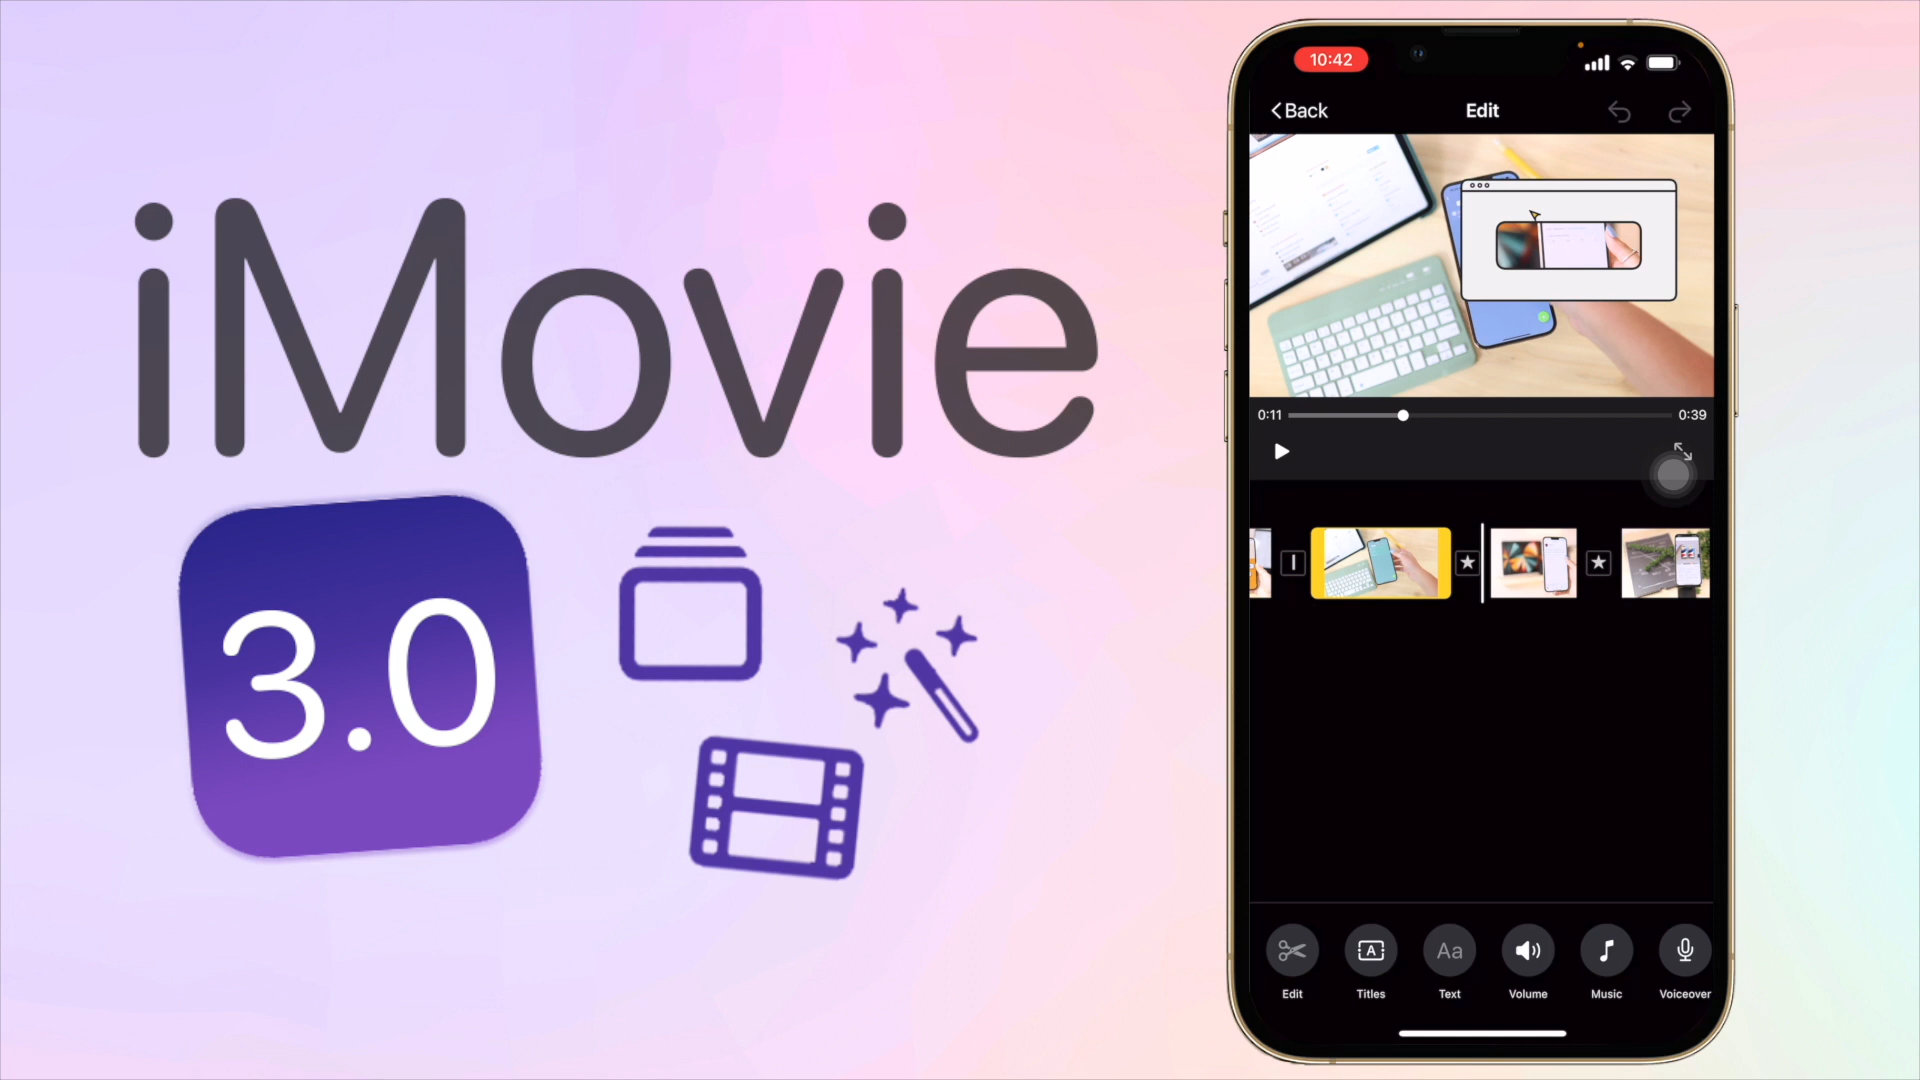 iMovie
3.0
10:42
Back
Edit
0:11
0:39
A
Aa
Edit
Titles
Text
Volume
Music
Voiceover